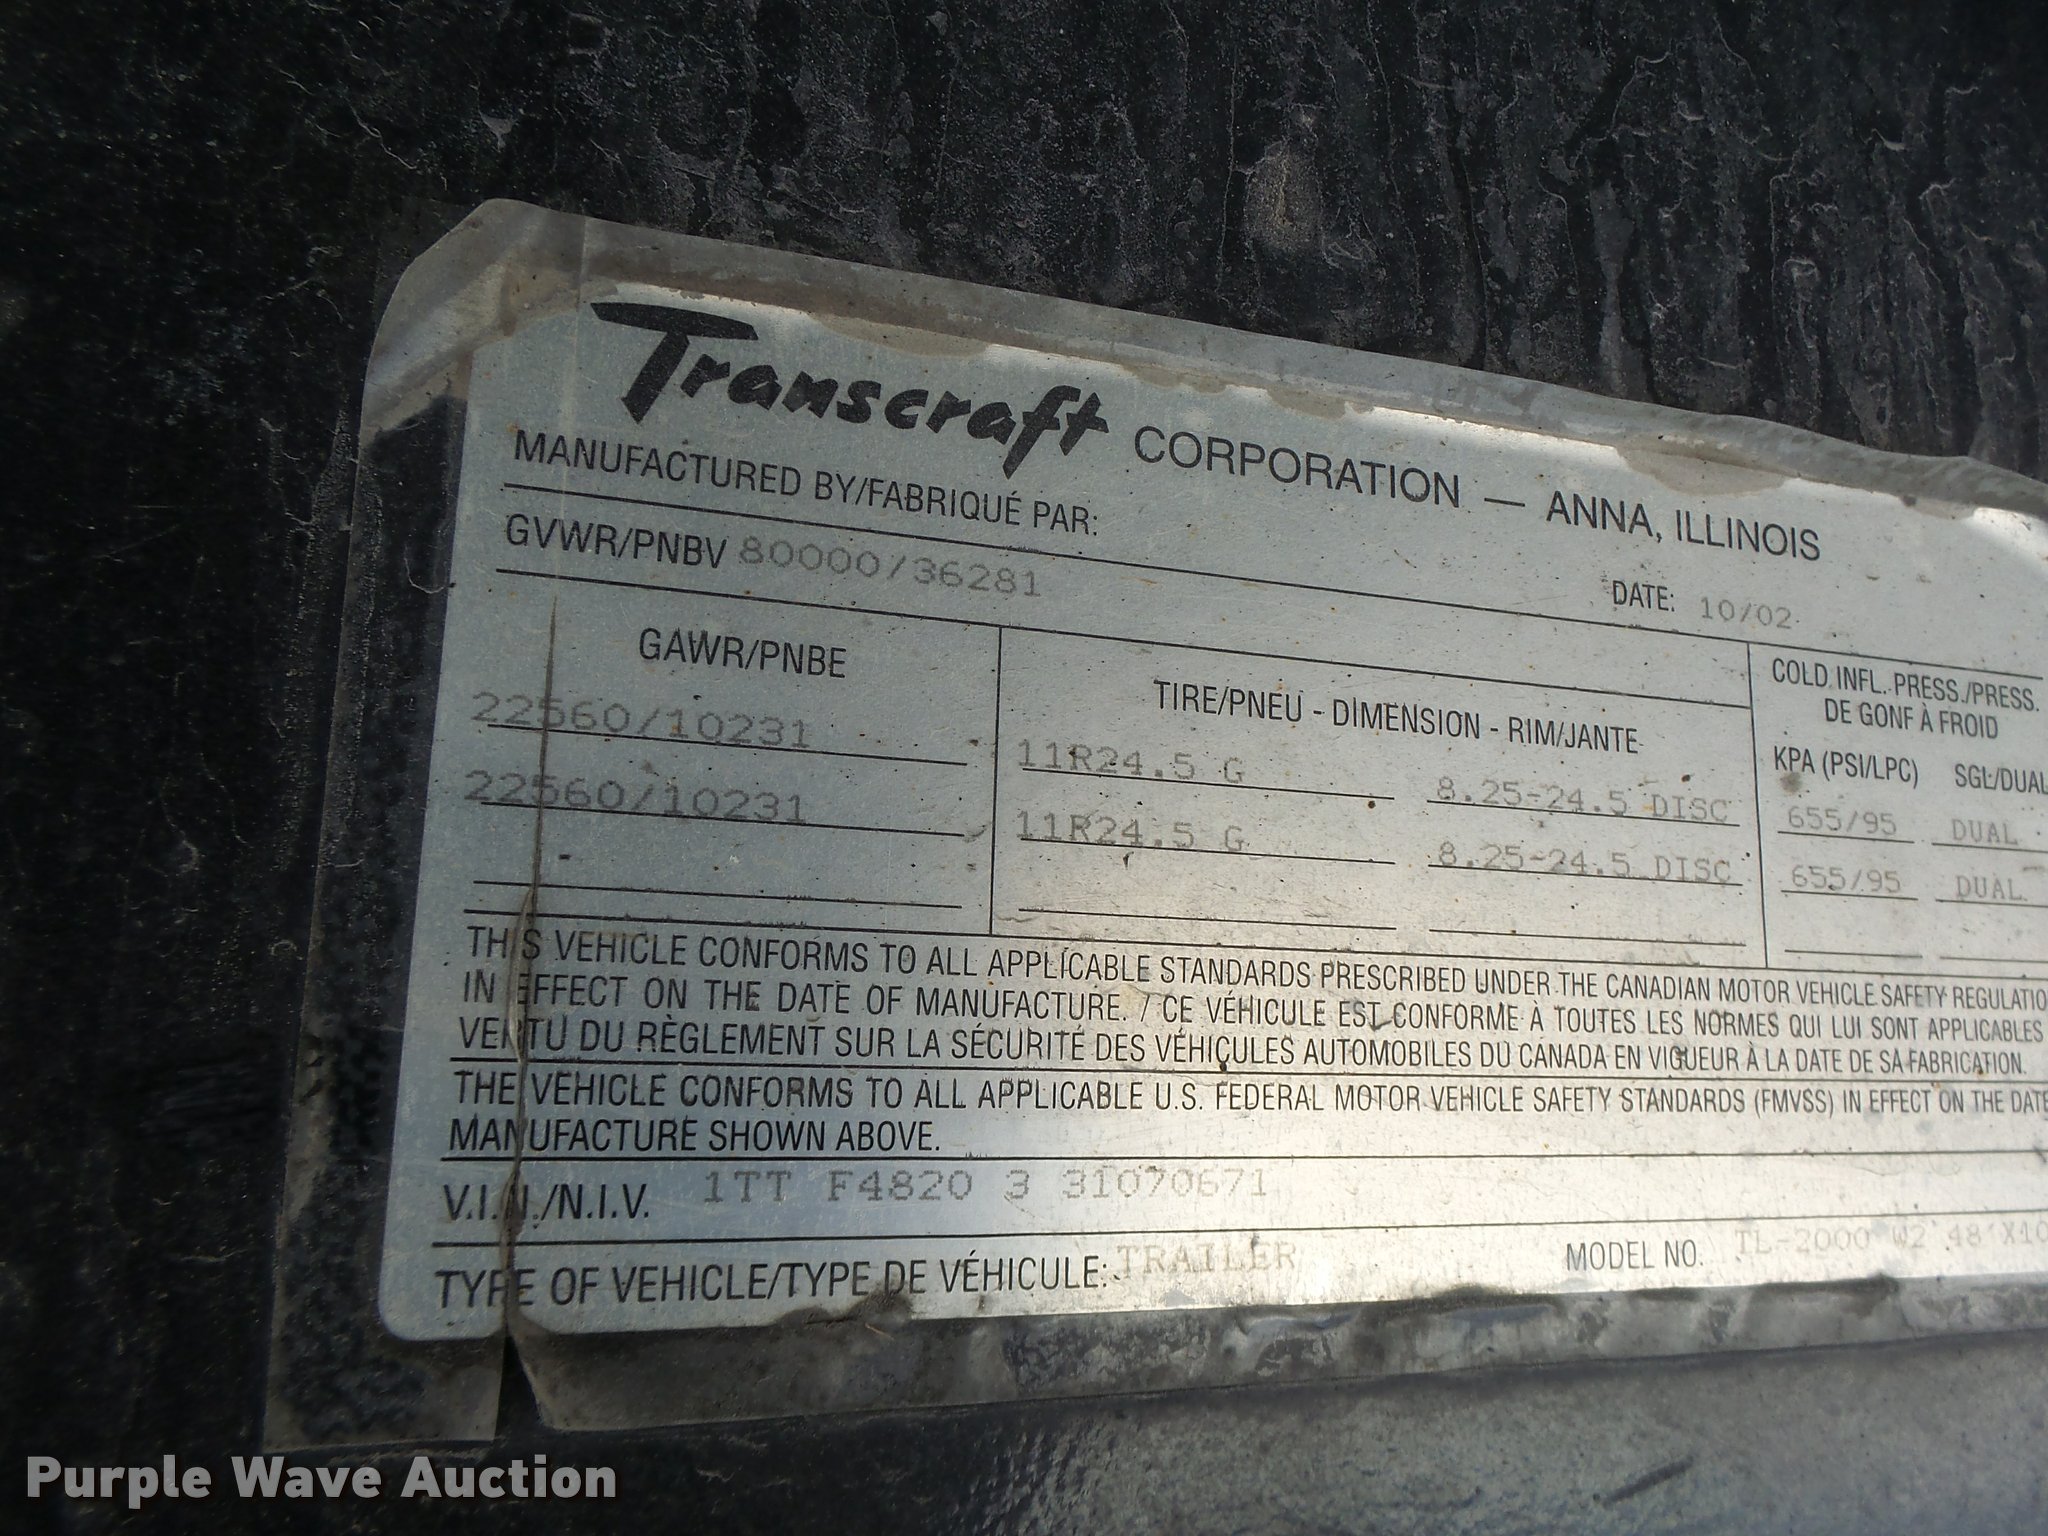 Transcraft CORPORATION — ANNA, ILLINOIS
MANUFACTURED BY/FABRIQUÉ PAR:
GVWR/PNBV 80000/36281
DATE: 10/02
GAWR/PNBE
TIRE/PNEU - DIMENSION - RIM/JANTE
COLD INFL. PRESS./PRESS.
DE GONF À FROID
KPA (PSI/LPC) SGL/DUAL
22560/10231 11R24.5 G 8.25-24.5 DISC 655/95 DUAL
22560/10231 11R24.5 G 8.25-24.5 DISC 655/95 DUAL
THIS VEHICLE CONFORMS TO ALL APPLICABLE STANDARDS PRESCRIBED UNDER THE CANADIAN MOTOR VEHICLE SAFETY REGULATIO
IN EFFECT ON THE DATE OF MANUFACTURE. / CE VÉHICULE EST CONFORME À TOUTES LES NORMES QUI LUI SONT APPLICABLES
VERTU DU RÈGLEMENT SUR LA SÉCURITÉ DES VÉHICULES AUTOMOBILES DU CANADA EN VIGUEUR À LA DATE DE SA FABRICATION.
THE VEHICLE CONFORMS TO ALL APPLICABLE U.S. FEDERAL MOTOR VEHICLE SAFETY STANDARDS (FMVSS) IN EFFECT ON THE DATE
MANUFACTURE SHOWN ABOVE.
V.I.N./N.I.V. 1TT F4820 3 31070671
TYPE OF VEHICLE/TYPE DE VÉHICULE: TRAILER MODEL NO. TL-2000 W2 48'X10
Purple Wave Auction